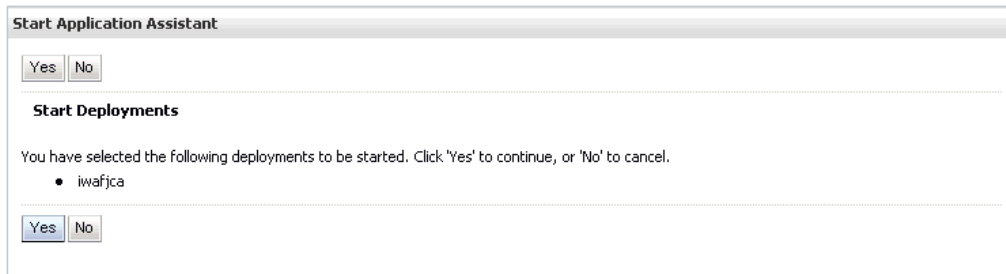 Start Application Assistant
Yes No
Start Deployments
You have selected the following deployments to be started. Click 'Yes' to continue, or 'No' to cancel.
• iwafjca
Yes No